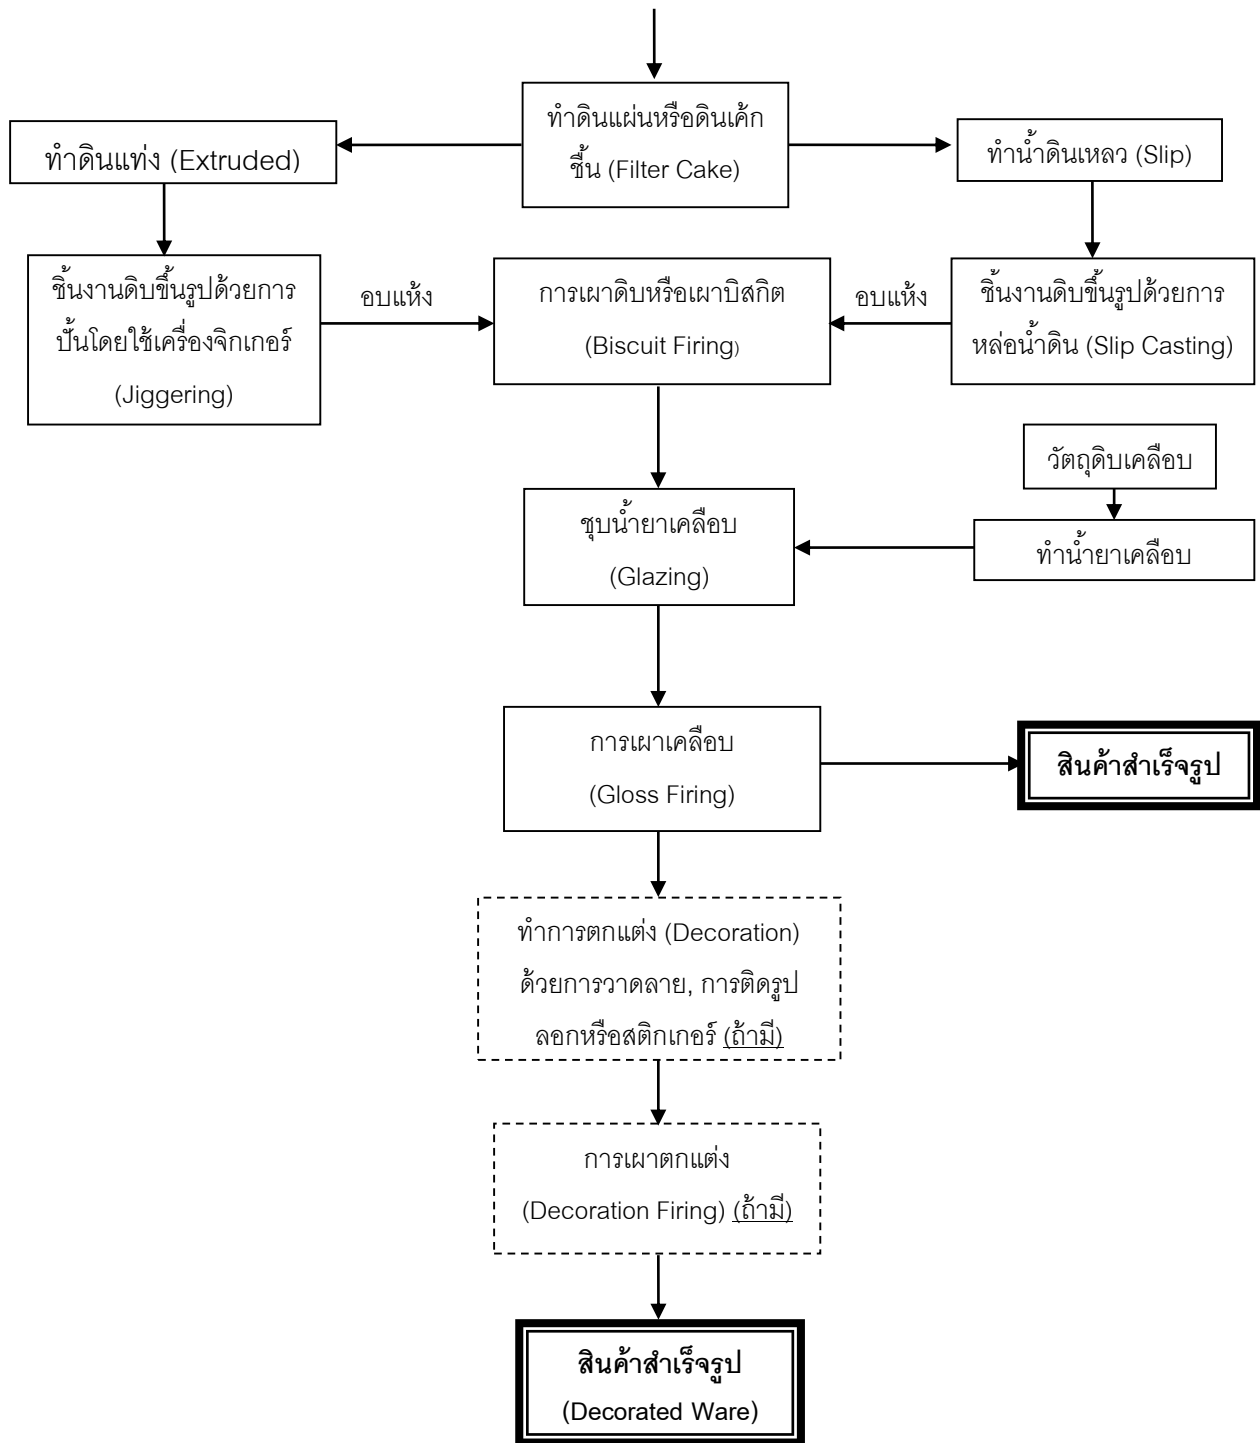 ทำดินแผ่นหรือดินเค้ก
ชื้น (Filter Cake)
ทำดินแท่ง (Extruded)
ทำน้ำดินเหลว (Slip)
ชิ้นงานดิบขึ้นรูปด้วยการ
ปั้นโดยใช้เครื่องจิกเกอร์
(Jiggering)
อบแห้ง
การเผาดิบหรือเผาบิสกิต
(Biscuit Firing)
อบแห้ง
ชิ้นงานดิบขึ้นรูปด้วยการ
หล่อน้ำดิน (Slip Casting)
วัตถุดิบเคลือบ
ชุบน้ำยาเคลือบ
(Glazing)
ทำน้ำยาเคลือบ
การเผาเคลือบ
(Gloss Firing)
สินค้าสำเร็จรูป
ทำการตกแต่ง (Decoration)
ด้วยการวาดลาย, การติดรูป
ลอกหรือสติกเกอร์ (ถ้ามี)
การเผาตกแต่ง
(Decoration Firing) (ถ้ามี)
สินค้าสำเร็จรูป
(Decorated Ware)